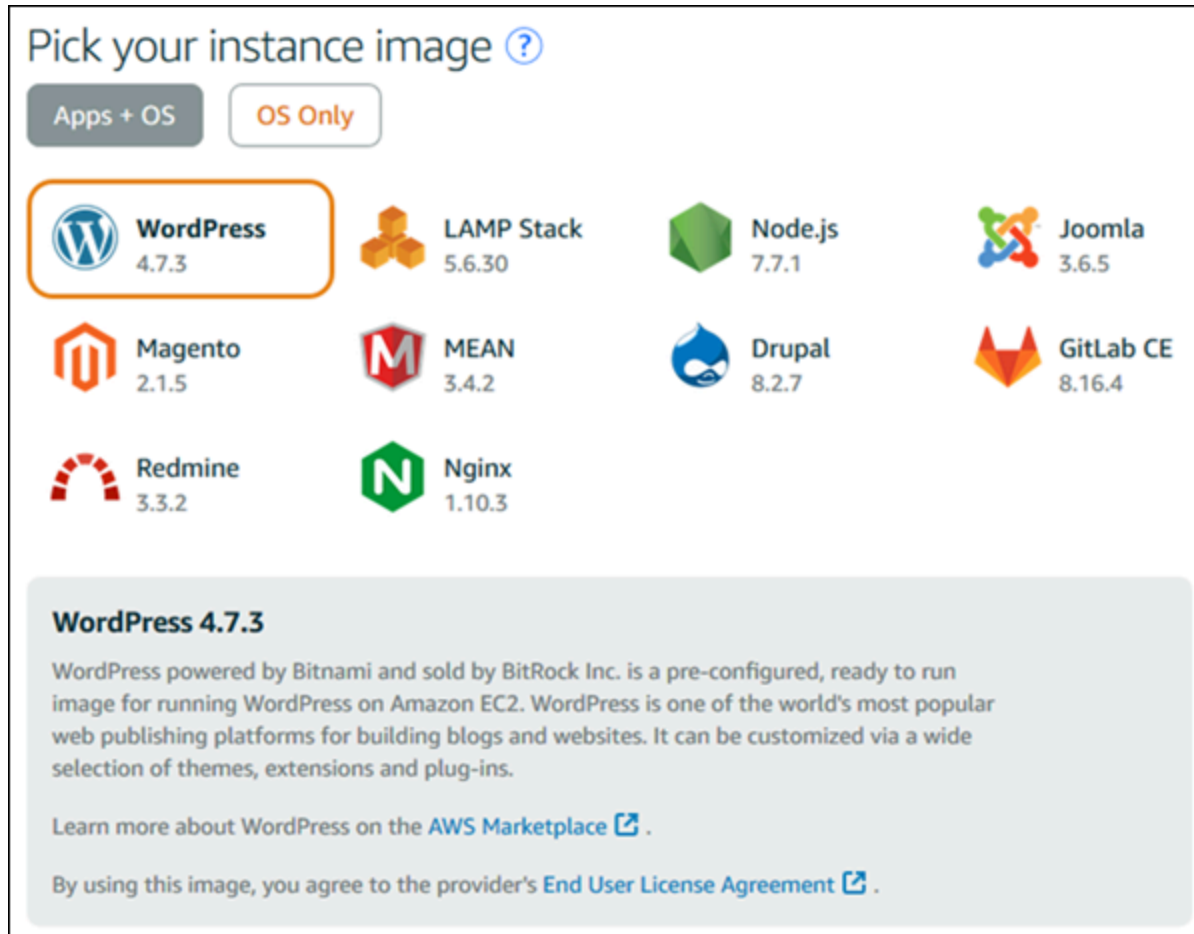 Pick your instance image ?
Apps + OS OS Only
WordPress LAMP Stack Node.js Joomla
4.7.3 5.6.30 7.7.1 3.6.5
Magento MEAN Drupal GitLab CE
2.1.5 3.4.2 8.2.7 8.16.4
Redmine Nginx
3.3.2 1.10.3
WordPress 4.7.3
WordPress powered by Bitnami and sold by BitRock Inc. is a pre-configured, ready to run
image for running WordPress on Amazon EC2. WordPress is one of the world's most popular
web publishing platforms for building blogs and websites. It can be customized via a wide
selection of themes, extensions and plug-ins.
Learn more about WordPress on the AWS Marketplace .
By using this image, you agree to the provider's End User License Agreement .